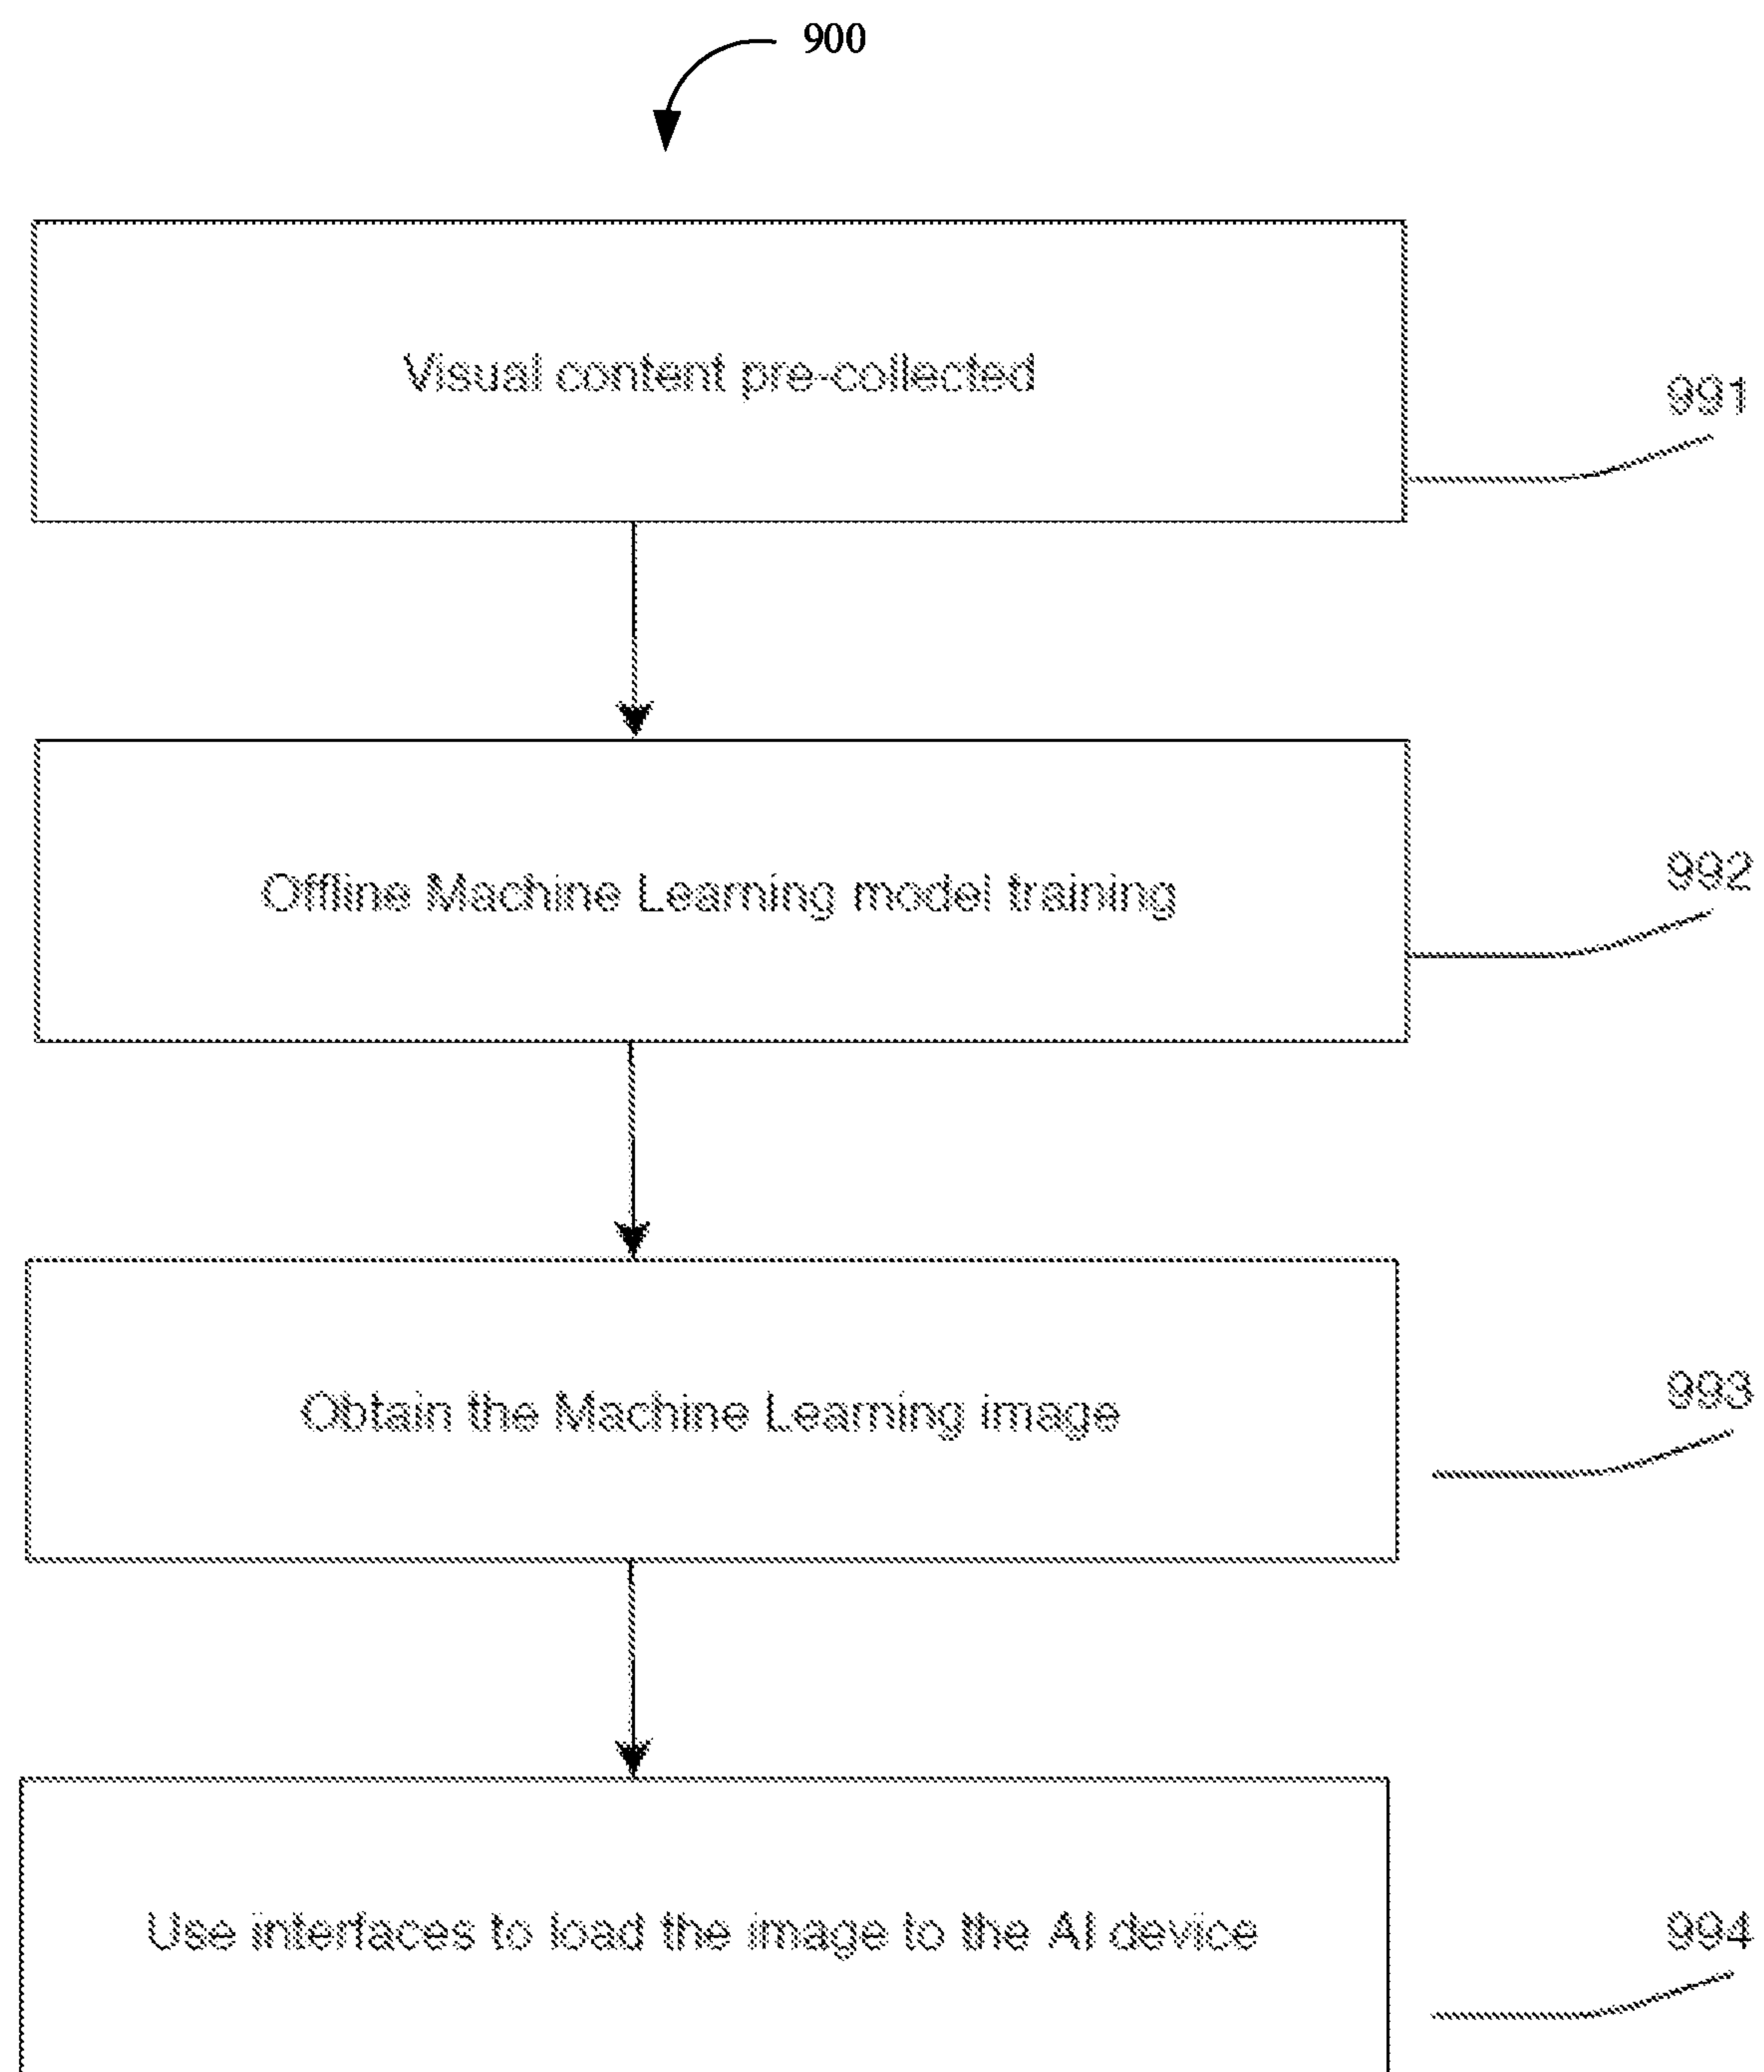 900
Visual content pre-collected
991
Offline Machine Learning model training
992
Obtain the Machine Learning image
993
Use interfaces to load the image to the AI device
994